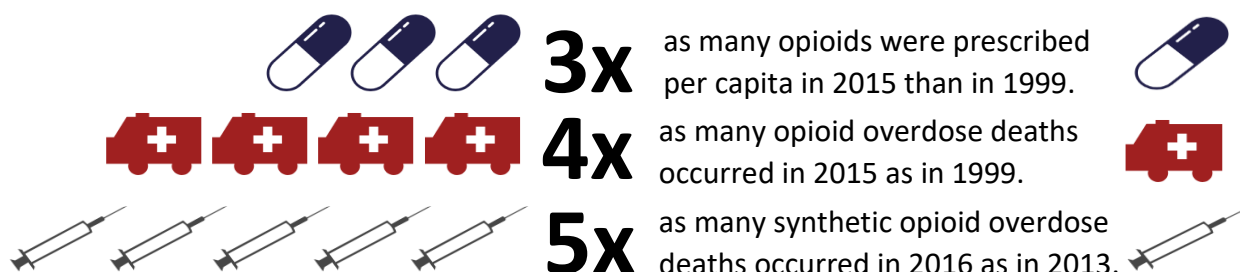 3x as many opioids were prescribed
per capita in 2015 than in 1999.
4x as many opioid overdose deaths
occurred in 2015 as in 1999.
5x as many synthetic opioid overdose
deaths occurred in 2016 as in 2013.